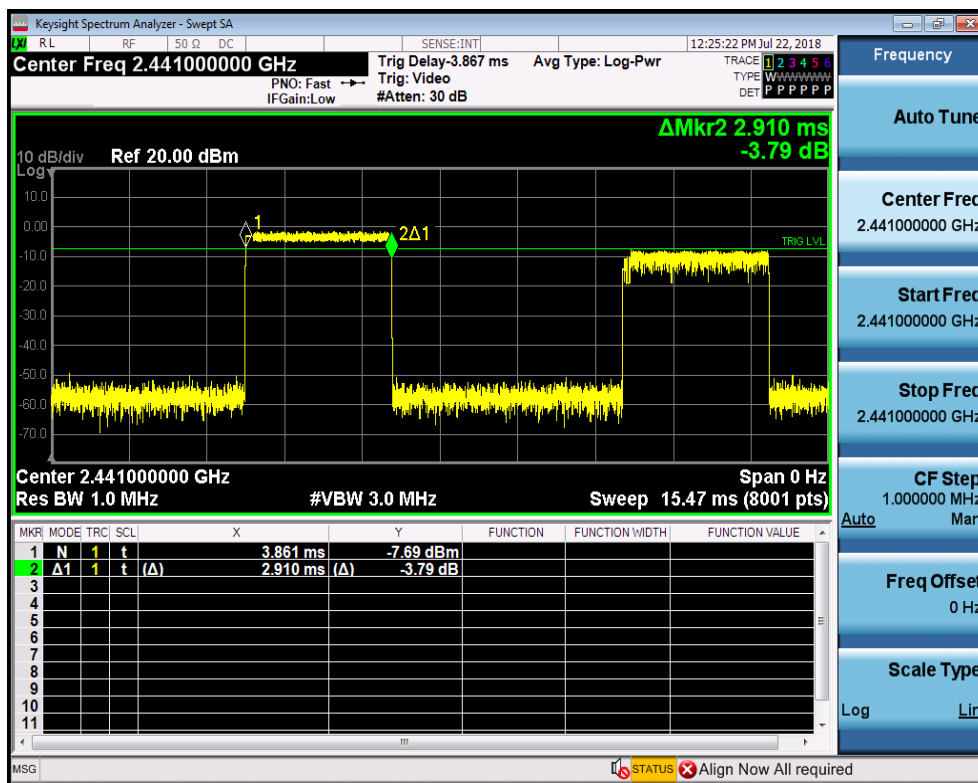 Keysight Spectrum Analyzer - Swept SA
LXI RL RF 50 Ω DC SENSE:INT 12:25:22 PM Jul 22, 2018
Center Freq 2.441000000 GHz
PNO: Fast
IFGain:Low
Trig Delay-3.867 ms
Trig: Video
#Atten: 30 dB
Avg Type: Log-Pwr
TRACE 1 2 3 4 5 6
TYPE WWWWWW
DET P P P P P P
ΔMkr2 2.910 ms
-3.79 dB
10 dB/div Ref 20.00 dBm
Log
10.0
0.00
-10.0
-20.0
-30.0
-40.0
-50.0
-60.0
-70.0
1
2Δ1
TRIG LVL
Center 2.441000000 GHz Span 0 Hz
Res BW 1.0 MHz #VBW 3.0 MHz Sweep 15.47 ms (8001 pts)
MKR MODE TRC SCL X Y FUNCTION FUNCTION WIDTH FUNCTION VALUE
1 N 1 t 3.861 ms -7.69 dBm
2 Δ1 1 t (Δ) 2.910 ms (Δ) -3.79 dB
3
4
5
6
7
8
9
10
11
MSG STATUS Align Now All required
Frequency
Auto Tune
Center Freq
2.441000000 GHz
Start Freq
2.441000000 GHz
Stop Freq
2.441000000 GHz
CF Step
1.000000 MHz
Auto Man
Freq Offset
0 Hz
Scale Type
Log Lin